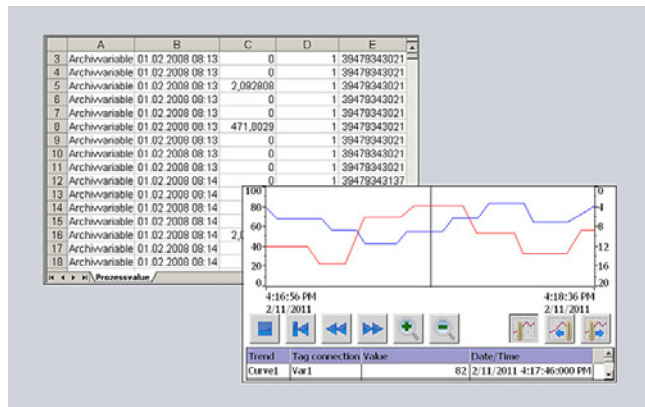 A B C D E
3 Archivvariable 01.02.2008 08:13 0 1 39479343021
4 Archivvariable 01.02.2008 08:13 0 1 39479343021
5 Archivvariable 01.02.2008 08:13 2,092808 1 39479343021
6 Archivvariable 01.02.2008 08:13 0 1 39479343021
7 Archivvariable 01.02.2008 08:13 0 1 39479343021
8 Archivvariable 01.02.2008 08:13 471,8029 1 39479343021
9 Archivvariable 01.02.2008 08:13 0 1 39479343021
10 Archivvariable 01.02.2008 08:13 0 1 39479343021
11 Archivvariable 01.02.2008 08:13 0 1 39479343021
12 Archivvariable 01.02.2008 08:14 0 1 39479343137
13 Archivvariable 01.02.2008 08:14
14 Archivvariable 01.02.2008 08:14
15 Archivvariable 01.02.2008 08:14
16 Archivvariable 01.02.2008 08:14
17 Archivvariable 01.02.2008 08:14
18 Archivvariable 01.02.2008 08:14
Prozessvalue
100 0
80 4
60 8
40 12
20 16
0 20
4:16:56 PM 4:18:36 PM
2/11/2011 2/11/2011
Trend Tag connection Value Date/Time
Curve1 Var1 82 2/11/2011 4:17:46:000 PM